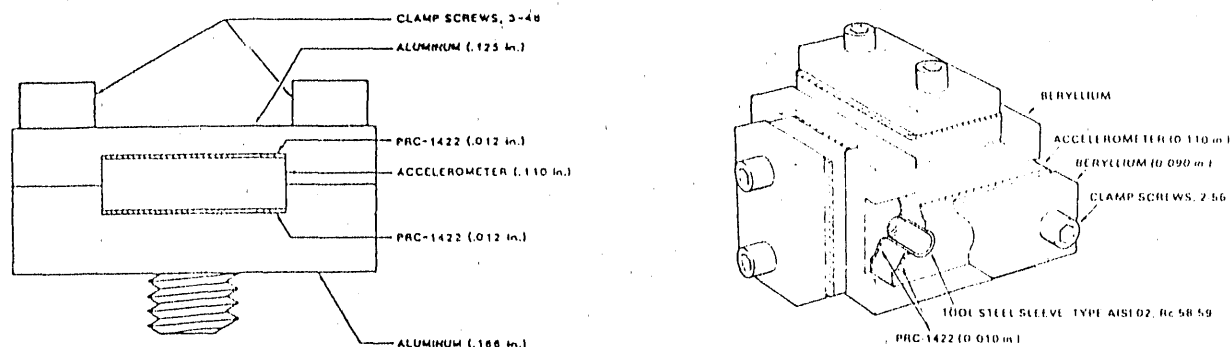 CLAMP SCREWS, 3-48
ALUMINUM (.125 in.)
PRC-1422 (.012 in.)
ACCELEROMETER (.110 in.)
PRC-1422 (.012 in.)
ALUMINUM (.166 in.)
BERYLLIUM
ACCELEROMETER (0.110 in.)
BERYLLIUM (0.090 in.)
CLAMP SCREWS, 2-56
TOOL STEEL SLEEVE TYPE AISI 02, Rc 58-59
PRC-1422 (0.010 in.)